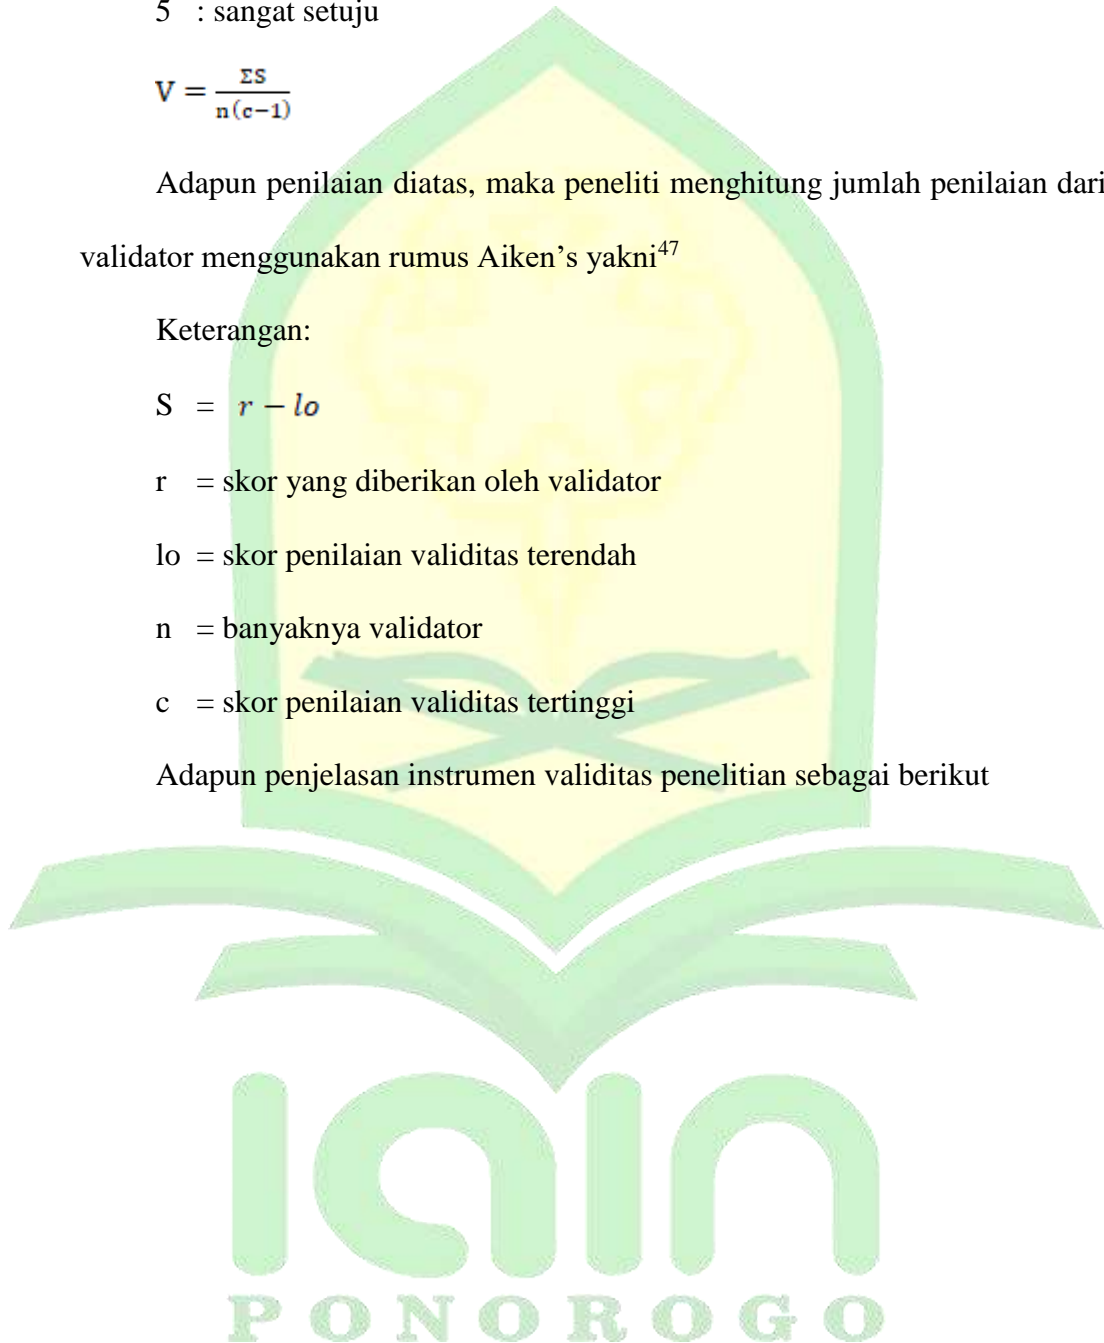 5 : sangat setuju
V = ΣS / n(c−1)
Adapun penilaian diatas, maka peneliti menghitung jumlah penilaian dari
validator menggunakan rumus Aiken’s yakni47
Keterangan:
S = r − lo
r = skor yang diberikan oleh validator
lo = skor penilaian validitas terendah
n = banyaknya validator
c = skor penilaian validitas tertinggi
Adapun penjelasan instrumen validitas penelitian sebagai berikut
iain
PONOROGO